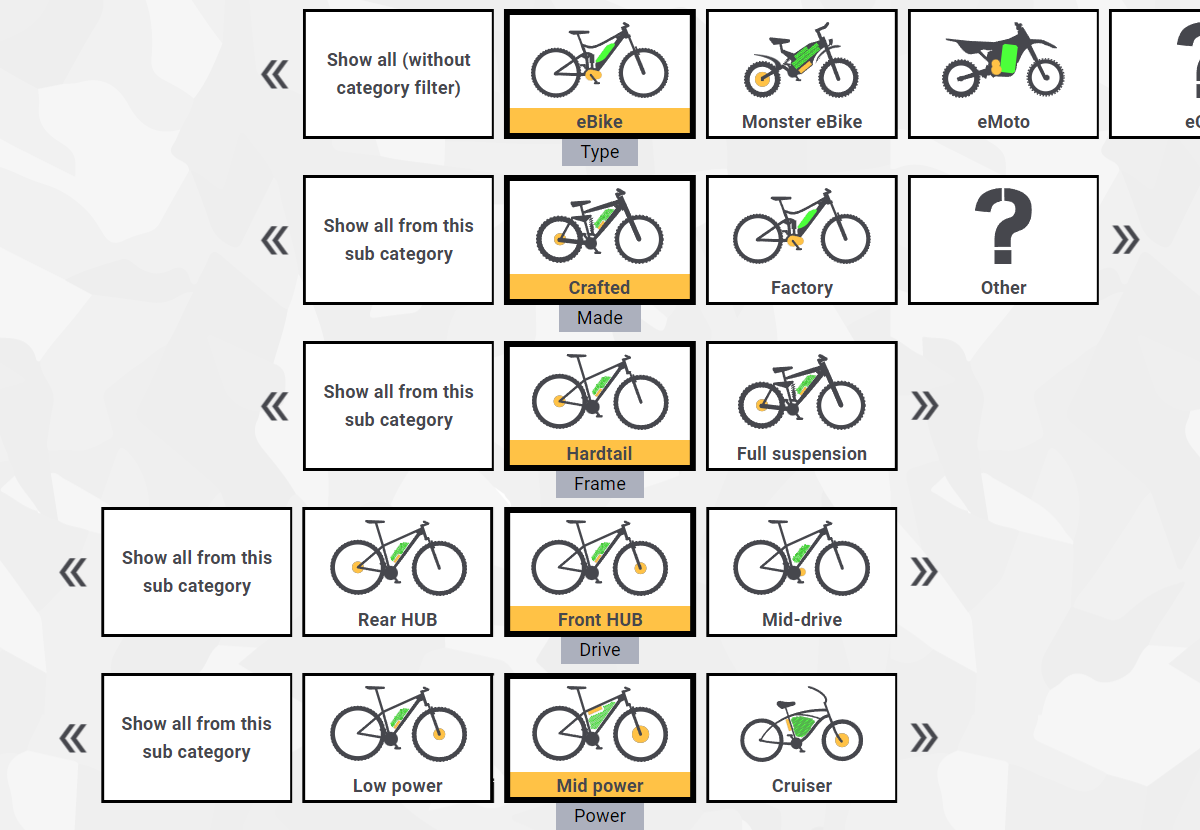 Show all (without
category filter)
eBike
Monster eBike
eMoto
Type
Show all from this
sub category
Crafted
Factory
Other
Made
Show all from this
sub category
Hardtail
Full suspension
Frame
Show all from this
sub category
Rear HUB
Front HUB
Mid-drive
Drive
Show all from this
sub category
Low power
Mid power
Cruiser
Power